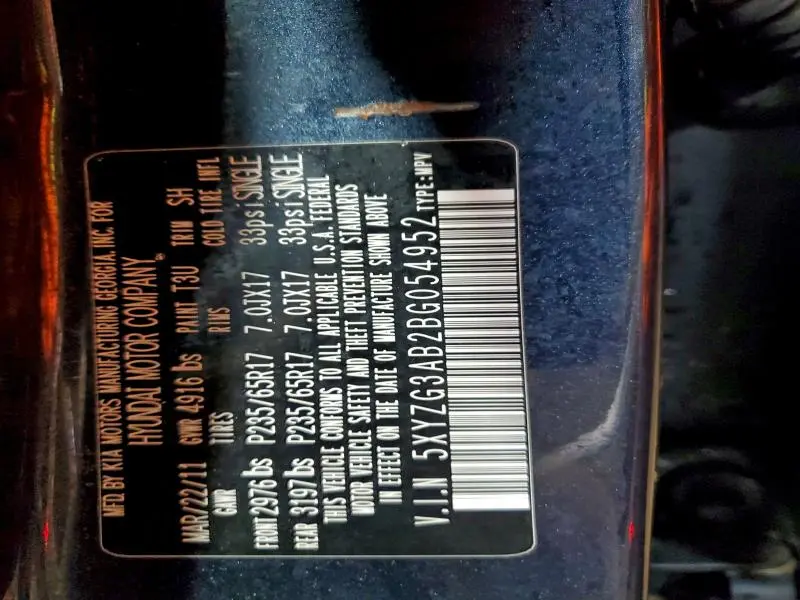 MFD. BY KIA MOTORS MANUFACTURING GEORGIA, INC. FOR
HYUNDAI MOTOR COMPANY
MAR/22/11 GVWR 4916 lbs PAINT T3U TRIM SH
GWR TIRES RIMS COLD TIRE INFL
FRONT 2976 lbs P235/65R17 7.0JX17 33psi SINGLE
REAR 3197 lbs P235/65R17 7.0JX17 33psi SINGLE
THIS VEHICLE CONFORMS TO ALL APPLICABLE U.S.A. FEDERAL
MOTOR VEHICLE SAFETY AND THEFT PREVENTION STANDARDS
IN EFFECT ON THE DATE OF MANUFACTURE SHOWN ABOVE
V.I.N 5XYZG3AB2BG054952 TYPE:MPV